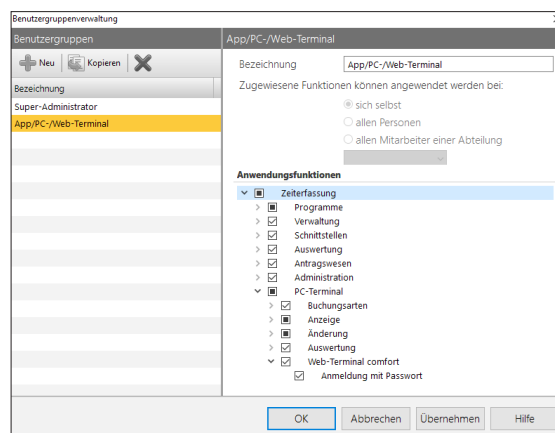 Benutzergruppenverwaltung
Benutzergruppen
Neu
Kopieren
Bezeichnung
Super-Administrator
App/PC-/Web-Terminal
App/PC-/Web-Terminal
Bezeichnung App/PC-/Web-Terminal
Zugewiesene Funktionen können angewendet werden bei:
sich selbst
allen Personen
allen Mitarbeiter einer Abteilung
Anwendungsfunktionen
Zeiterfassung
Programme
Verwaltung
Schnittstellen
Auswertung
Antragswesen
Administration
PC-Terminal
Buchungsarten
Anzeige
Änderung
Auswertung
Web-Terminal comfort
Anmeldung mit Passwort
OK Abbrechen Übernehmen Hilfe